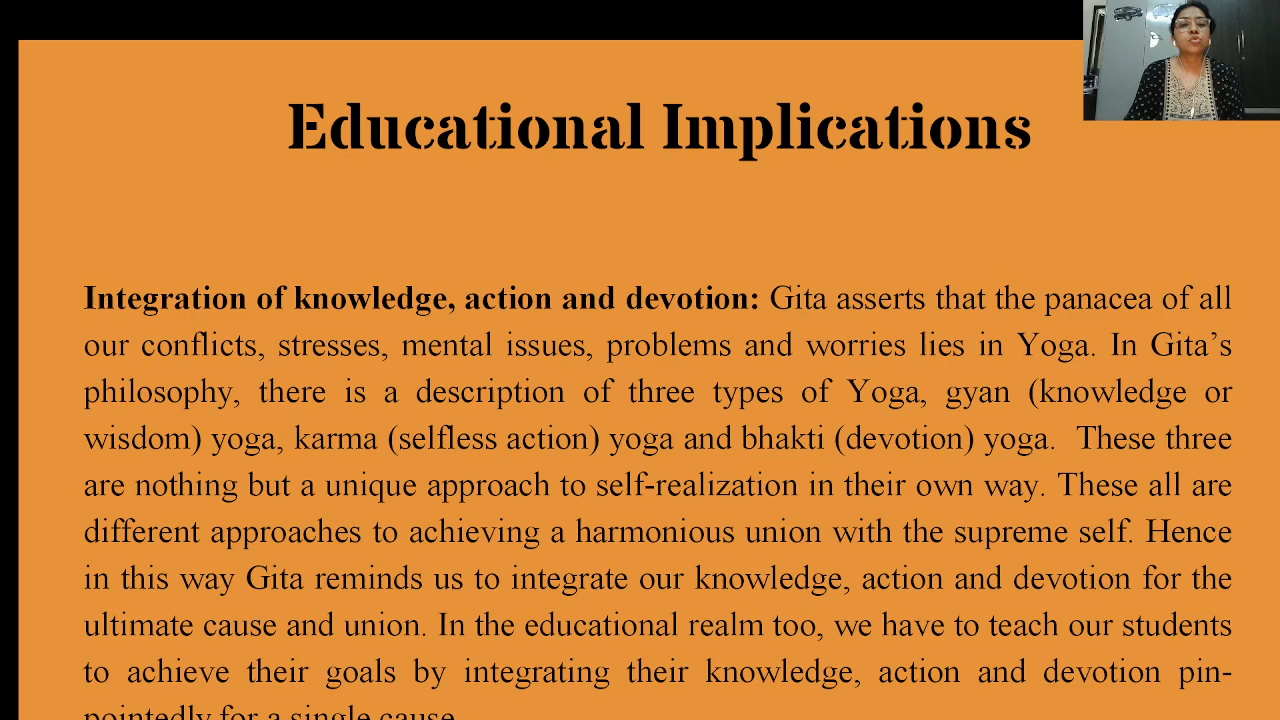 Educational Implications
Integration of knowledge, action and devotion: Gita asserts that the panacea of all
our conflicts, stresses, mental issues, problems and worries lies in Yoga. In Gita’s
philosophy, there is a description of three types of Yoga, gyan (knowledge or
wisdom) yoga, karma (selfless action) yoga and bhakti (devotion) yoga.  These three
are nothing but a unique approach to self-realization in their own way. These all are
different approaches to achieving a harmonious union with the supreme self. Hence
in this way Gita reminds us to integrate our knowledge, action and devotion for the
ultimate cause and union. In the educational realm too, we have to teach our students
to achieve their goals by integrating their knowledge, action and devotion pin-
pointedly for a single cause.